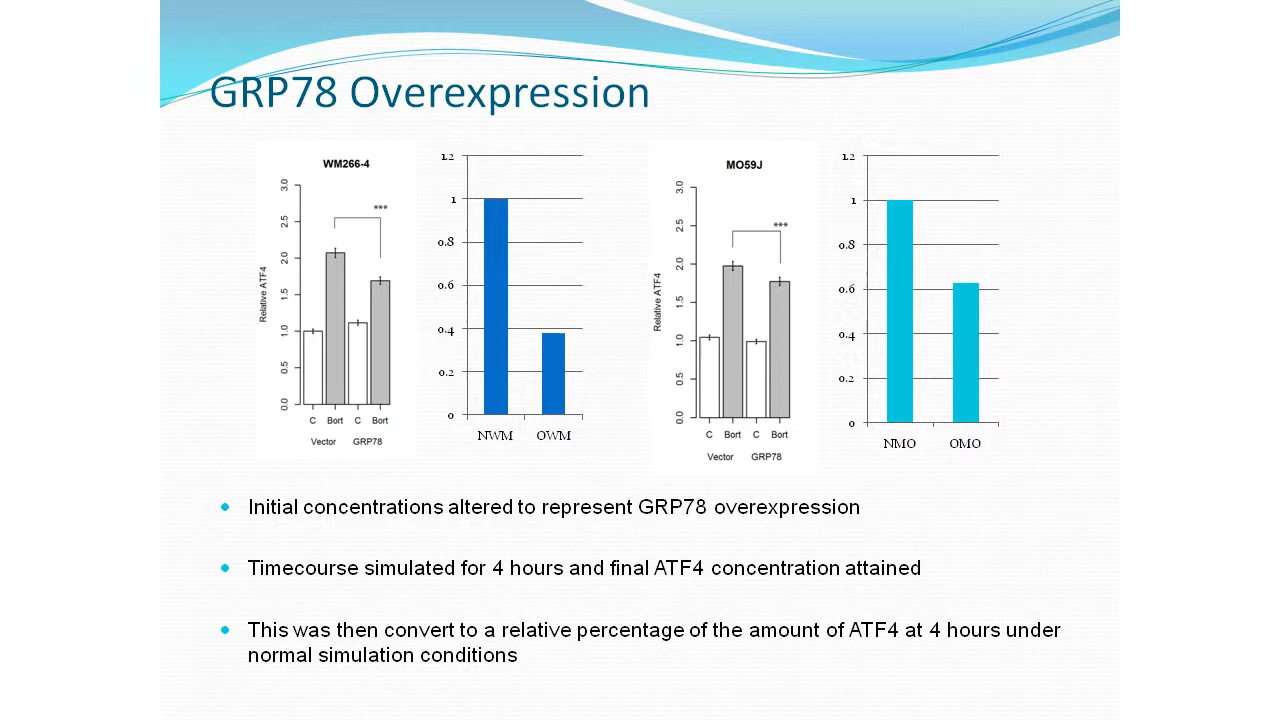 GRP78 Overexpression
WM266-4
Relative ATF4
3.0
2.5
2.0
1.5
1.0
0.5
0.0
***
C Bort C Bort
Vector GRP78
1.2
1
0.8
0.6
0.4
0.2
0
NWM OWM
MO59J
Relative ATF4
3.0
2.5
2.0
1.5
1.0
0.5
0.0
***
C Bort C Bort
Vector GRP78
1.2
1
0.8
0.6
0.4
0.2
0
NMO OMO
• Initial concentrations altered to represent GRP78 overexpression
• Timecourse simulated for 4 hours and final ATF4 concentration attained
• This was then convert to a relative percentage of the amount of ATF4 at 4 hours under
normal simulation conditions